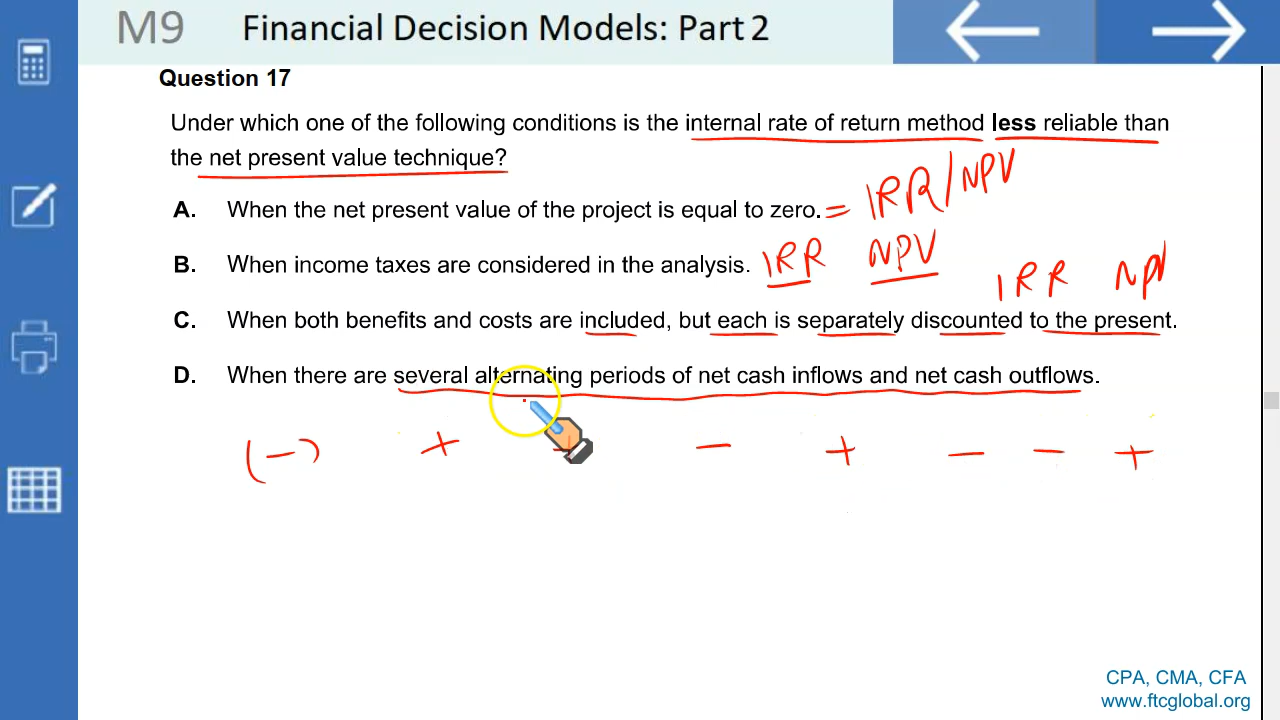 M9 Financial Decision Models: Part 2
Question 17
Under which one of the following conditions is the internal rate of return method less reliable than
the net present value technique?
A. When the net present value of the project is equal to zero. = IRR/NPV
B. When income taxes are considered in the analysis. IRR NPV
IRR NPV
C. When both benefits and costs are included, but each is separately discounted to the present.
D. When there are several alternating periods of net cash inflows and net cash outflows.
(-) + - + - - +
CPA, CMA, CFA
www.ftcglobal.org